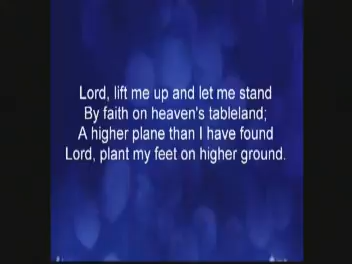 Lord, lift me up and let me stand
By faith on heaven's tableland;
A higher plane than I have found
Lord, plant my feet on higher ground.